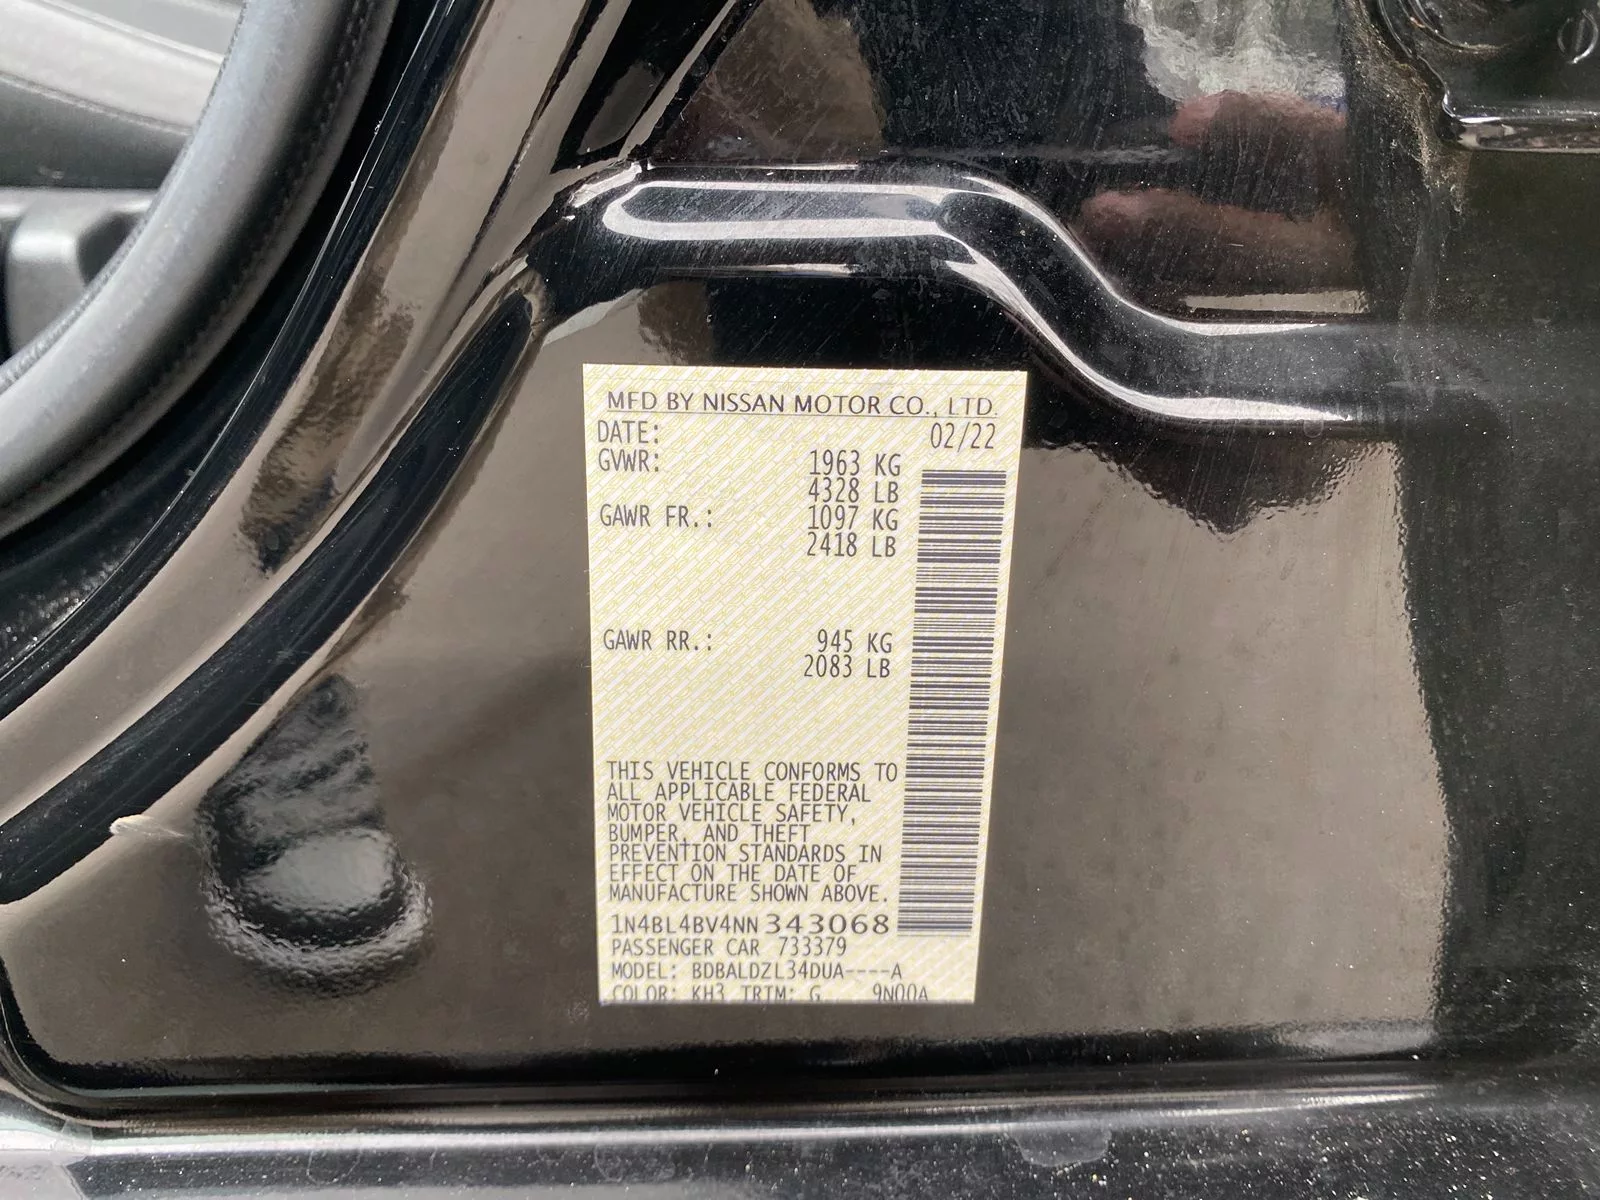 MFD BY NISSAN MOTOR CO., LTD.
DATE: 02/22
GVWR: 1963 KG
4328 LB
GAWR FR.: 1097 KG
2418 LB
GAWR RR.: 945 KG
2083 LB
THIS VEHICLE CONFORMS TO
ALL APPLICABLE FEDERAL
MOTOR VEHICLE SAFETY,
BUMPER, AND THEFT
PREVENTION STANDARDS IN
EFFECT ON THE DATE OF
MANUFACTURE SHOWN ABOVE.
1N4BL4BV4NN343068
PASSENGER CAR 733379
MODEL: BDBALDZL34DUA----A
COLOR: KH3 TRIM: G 9N00A